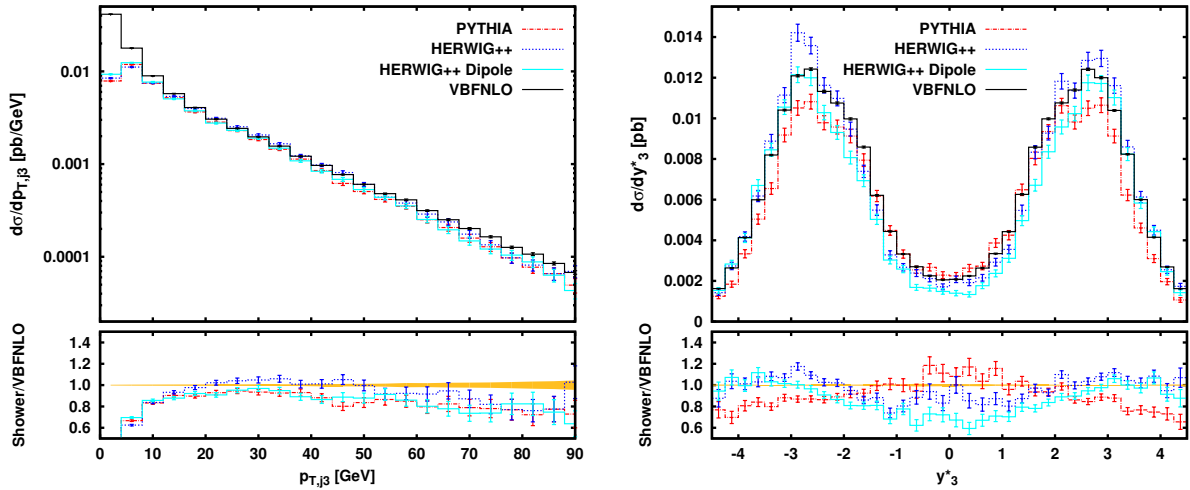 PYTHIA
HERWIG++
HERWIG++ Dipole
VBFNLO
dσ/dp_{T,j3} [pb/GeV]
0.01
0.001
0.0001
Shower/VBFNLO
1.4
1.2
1.0
0.8
0.6
0 10 20 30 40 50 60 70 80 90
p_{T,j3} [GeV]
PYTHIA
HERWIG++
HERWIG++ Dipole
VBFNLO
dσ/dy*_3 [pb]
0.014
0.012
0.01
0.008
0.006
0.004
0.002
0
Shower/VBFNLO
1.4
1.2
1.0
0.8
0.6
-4 -3 -2 -1 0 1 2 3 4
y*_3